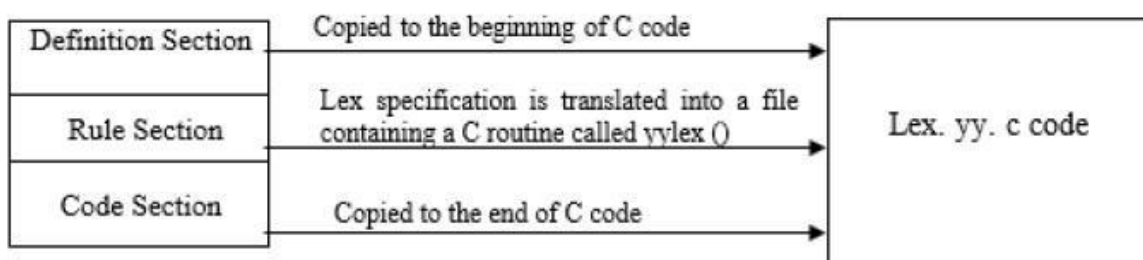 Definition Section
Copied to the beginning of C code
Rule Section
Lex specification is translated into a file
containing a C routine called yylex ()
Lex. yy. c code
Code Section
Copied to the end of C code